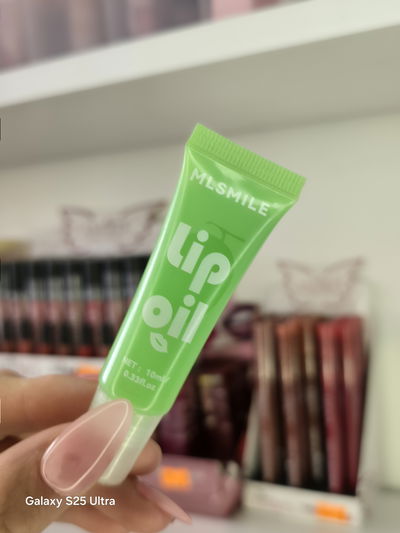 MLSMILE
Lip
oil
NET: 10ml/
0.33fl.oz
Galaxy S25 Ultra